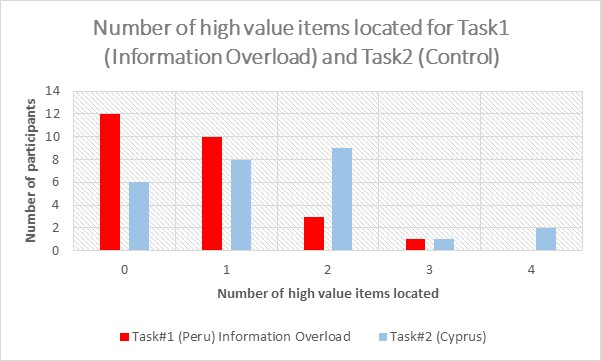 Number of high value items located for Task1
(Information Overload) and Task2 (Control)
14
12
10
8
6
4
2
0
Number of participants
0 1 2 3 4
Number of high value items located
Task#1 (Peru) Information Overload Task#2 (Cyprus)